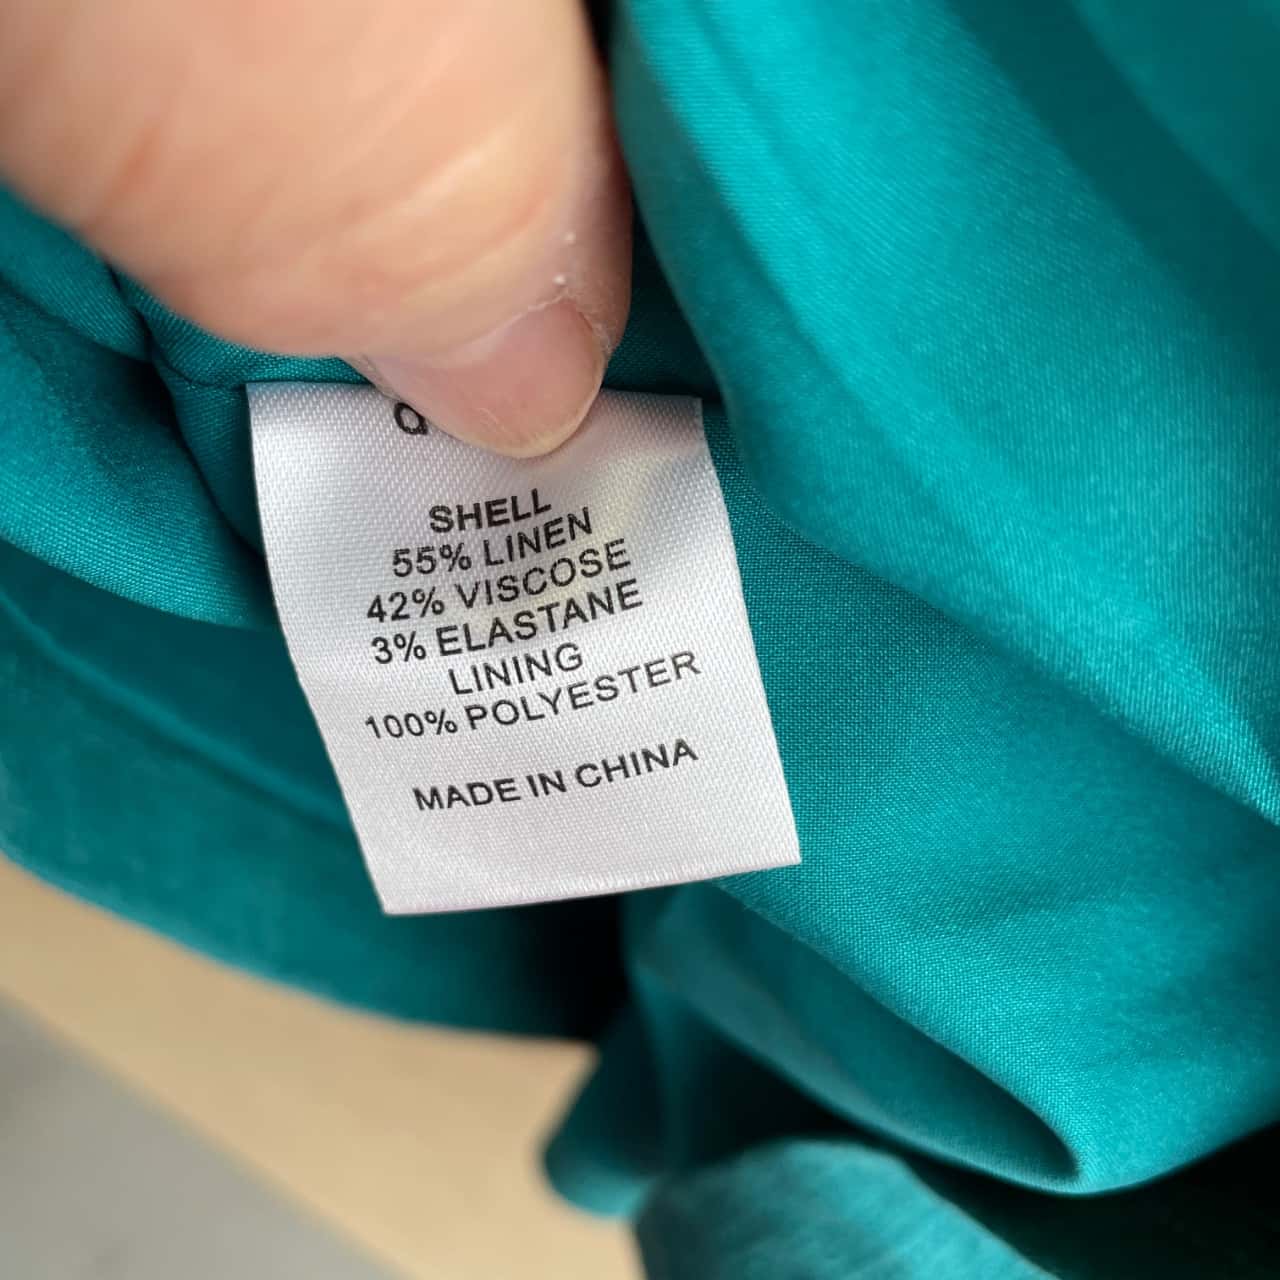 SHELL
55% LINEN
42% VISCOSE
3% ELASTANE
LINING
100% POLYESTER
MADE IN CHINA